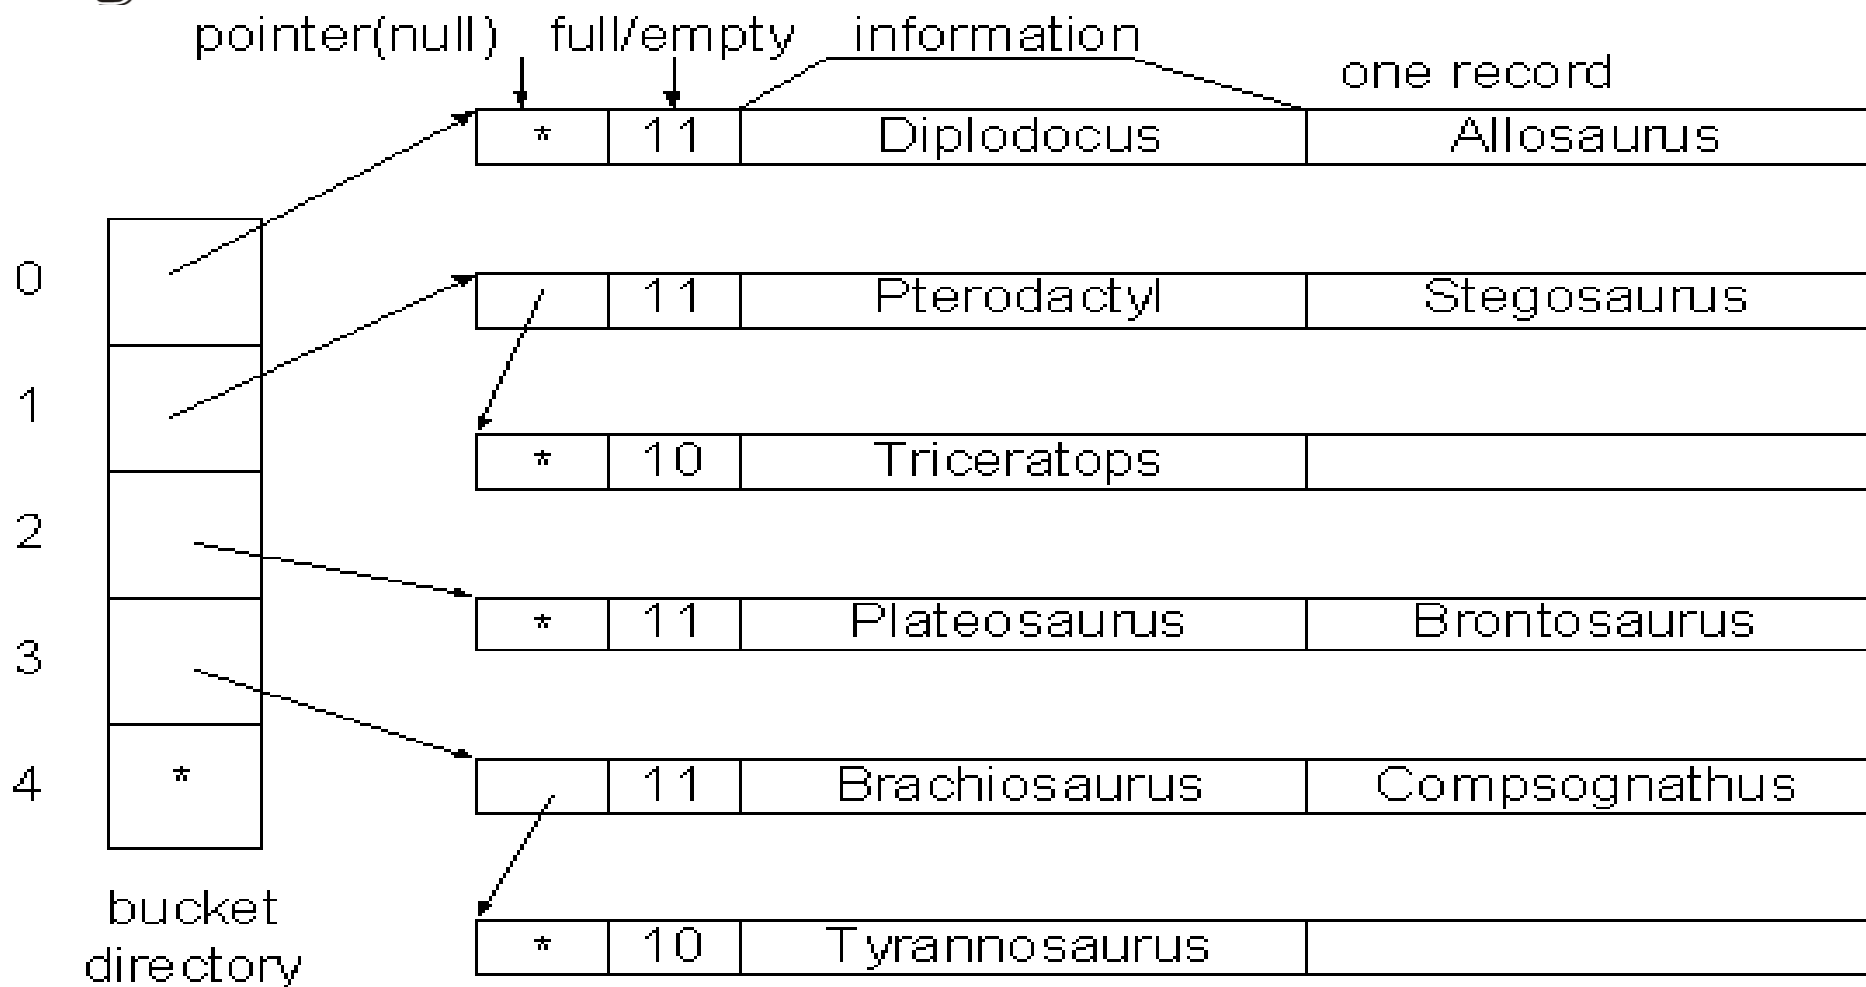 pointer(null) full/empty information
one record
* 11 Diplodocus Allosaurus
0
* 11 Pterodactyl Stegosaurus
1
* 10 Triceratops
2
* 11 Plateosaurus Brontosaurus
3
4 * 11 Brachiosaurus Compsognathus
bucket
directory
* 10 Tyrannosaurus